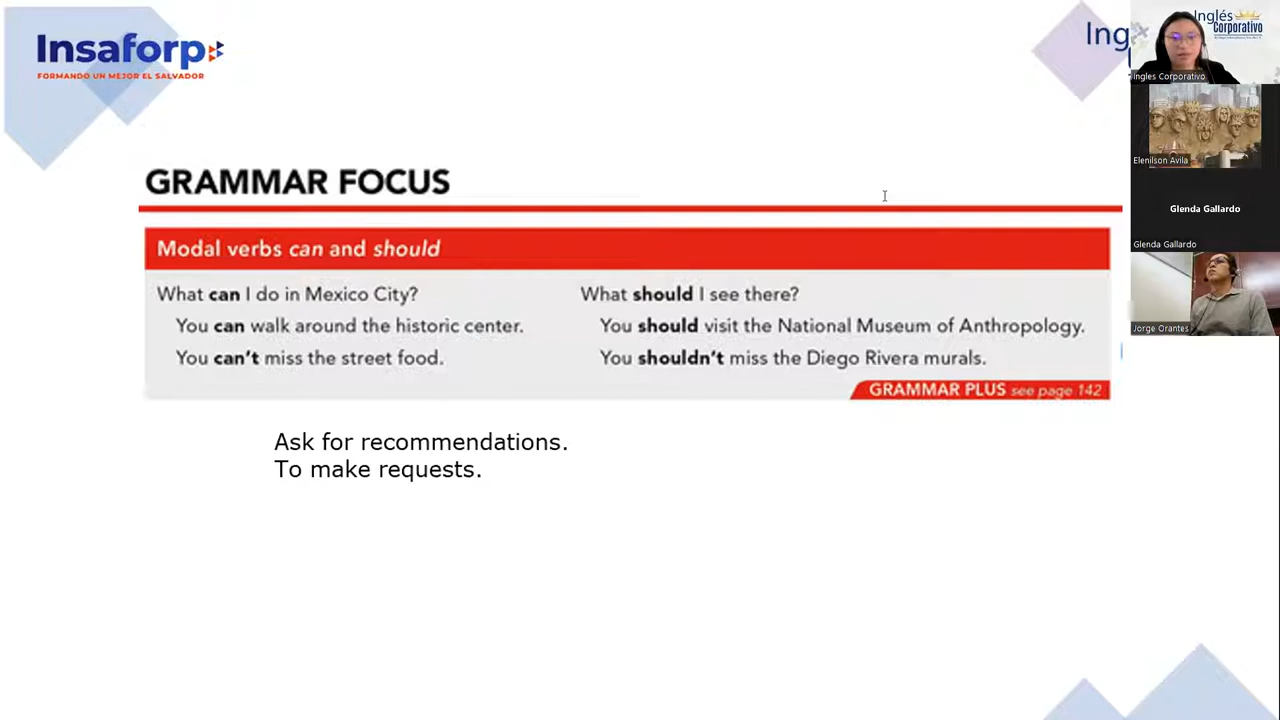 Insaforp
FORMANDO UN MEJOR EL SALVADOR
Ing
Inglés
Corporativo
Ingles Corporativo
Elenilson Avila
Glenda Gallardo
Glenda Gallardo
Jorge Orantes
GRAMMAR FOCUS
Modal verbs can and should
What can I do in Mexico City?
You can walk around the historic center.
You can't miss the street food.
What should I see there?
You should visit the National Museum of Anthropology.
You shouldn't miss the Diego Rivera murals.
GRAMMAR PLUS see page 142
Ask for recommendations.
To make requests.